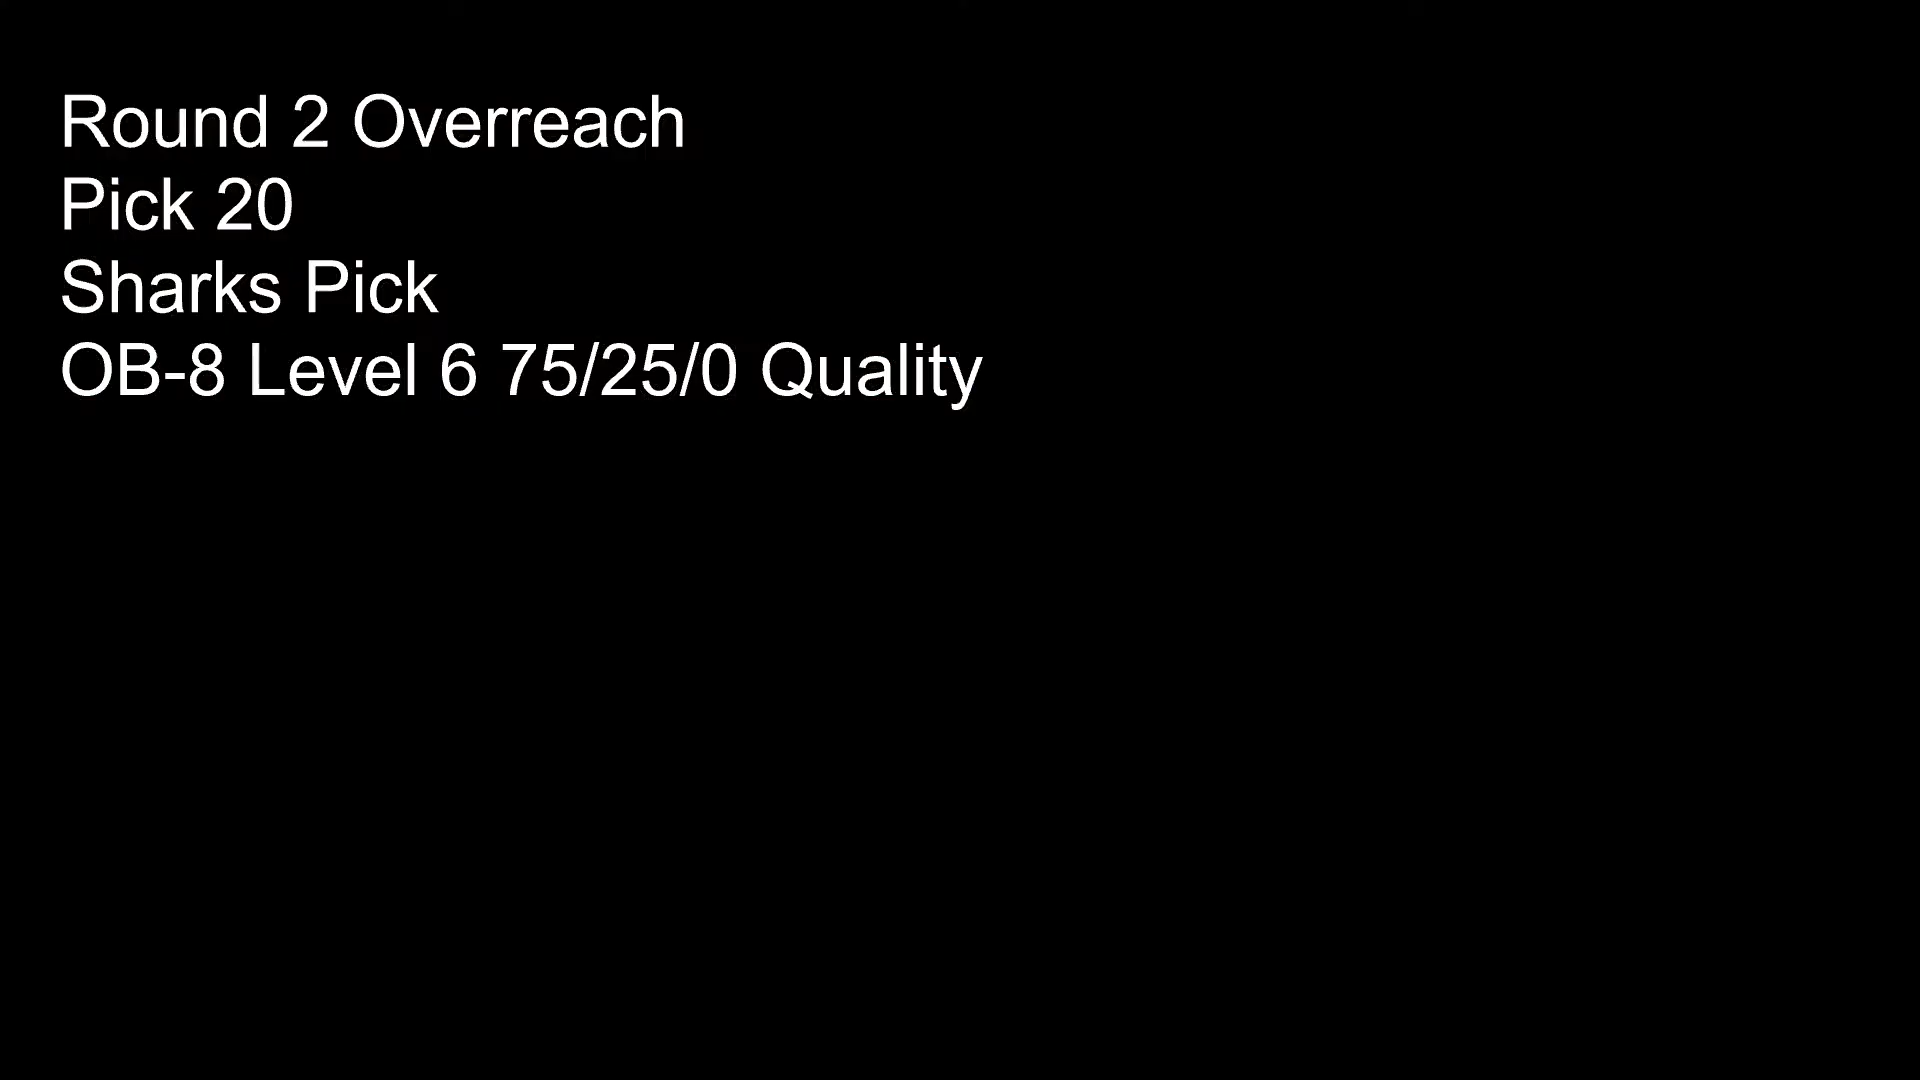 Round 2 Overreach
Pick 20
Sharks Pick
OB-8 Level 6 75/25/0 Quality